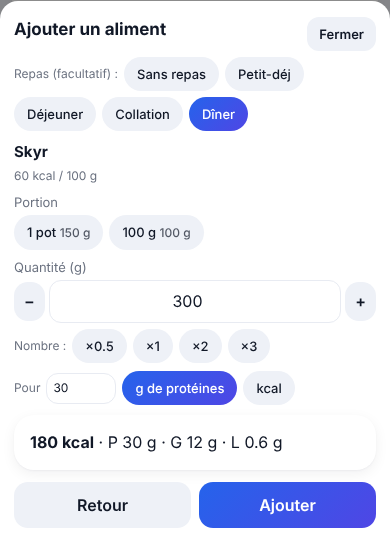 Ajouter un aliment
Fermer
Repas (facultatif) : Sans repas Petit-déj
Déjeuner Collation Dîner
Skyr
60 kcal / 100 g
Portion
1 pot 150 g 100 g 100 g
Quantité (g)
− 300 +
Nombre : ×0.5 ×1 ×2 ×3
Pour 30 g de protéines kcal
180 kcal · P 30 g · G 12 g · L 0.6 g
Retour Ajouter